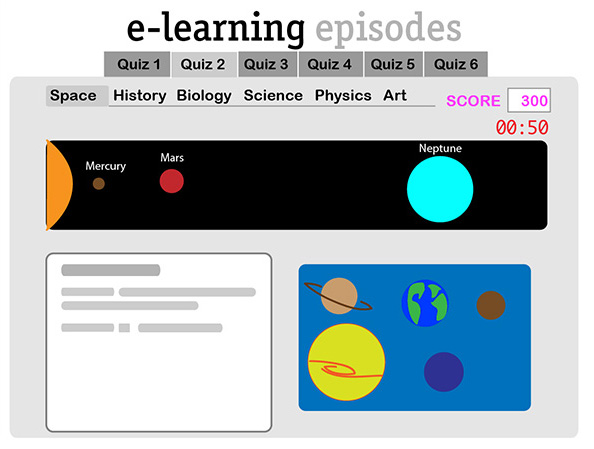 e-learning episodes
Quiz 1 Quiz 2 Quiz 3 Quiz 4 Quiz 5 Quiz 6
Space History Biology Science Physics Art SCORE 300
00:50
Mercury Mars Neptune